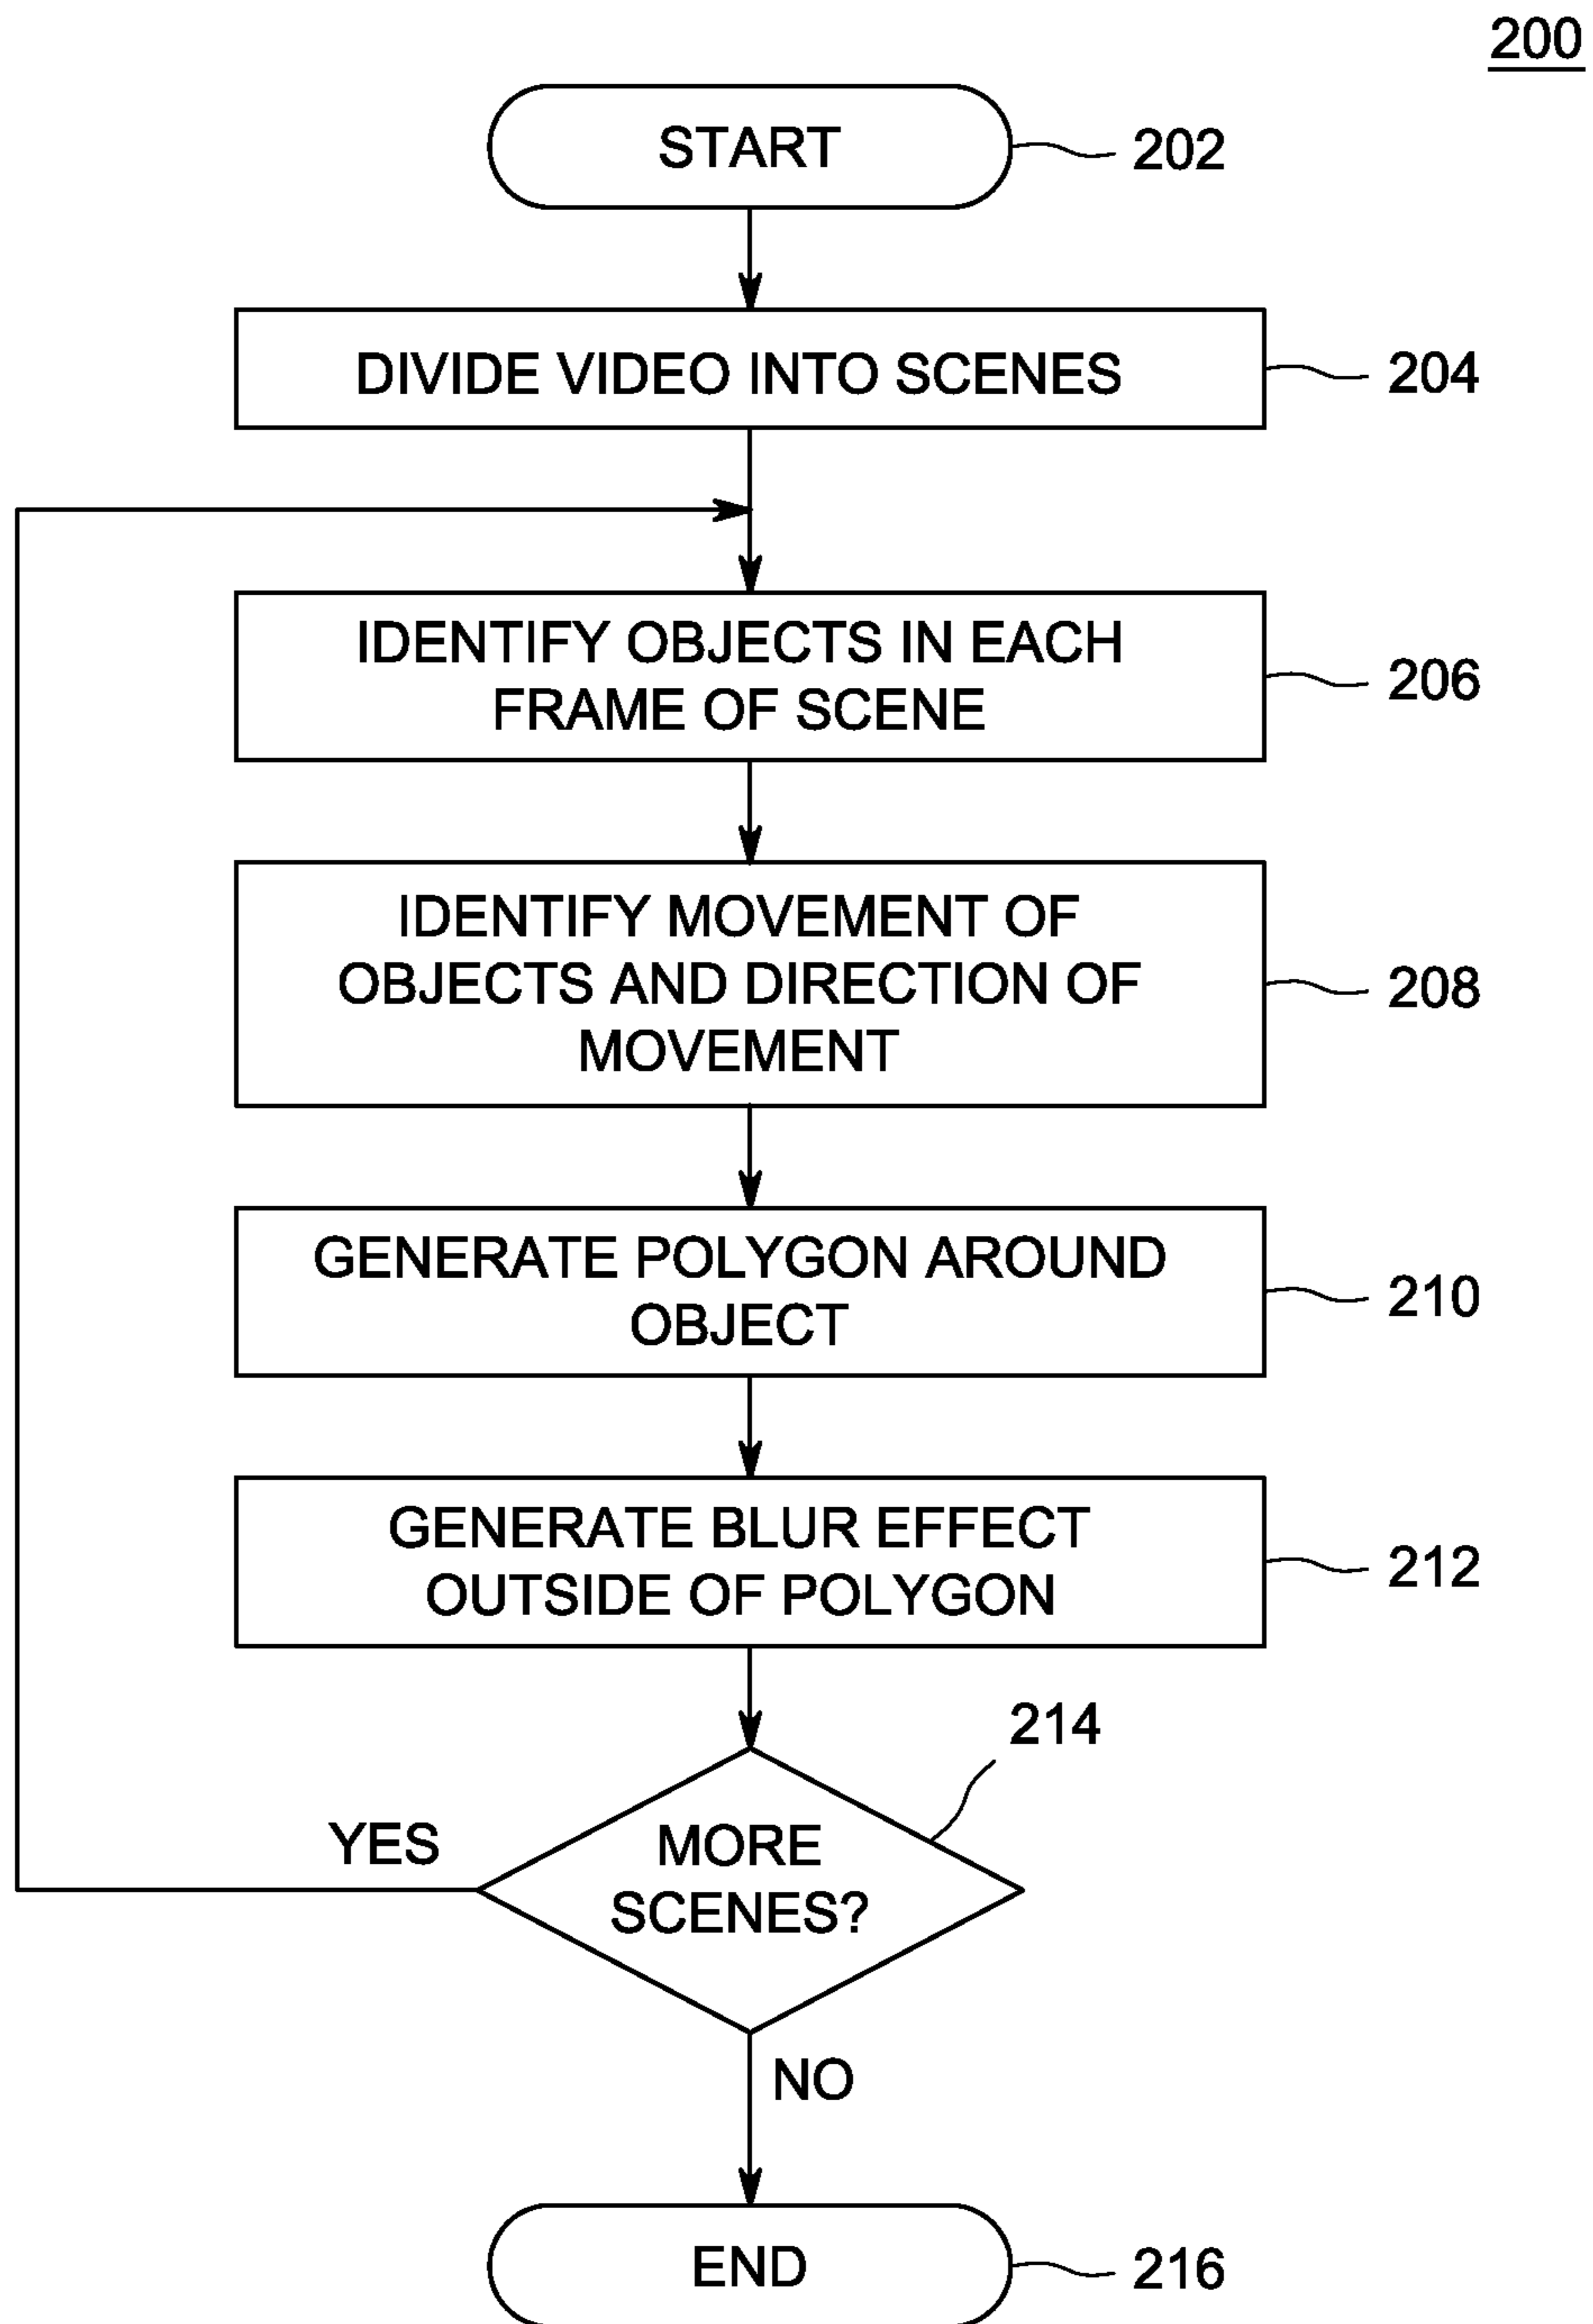 200
START
202
DIVIDE VIDEO INTO SCENES
204
IDENTIFY OBJECTS IN EACH
FRAME OF SCENE
206
IDENTIFY MOVEMENT OF
OBJECTS AND DIRECTION OF
MOVEMENT
208
GENERATE POLYGON AROUND
OBJECT
210
GENERATE BLUR EFFECT
OUTSIDE OF POLYGON
212
214
YES
MORE
SCENES?
NO
END
216